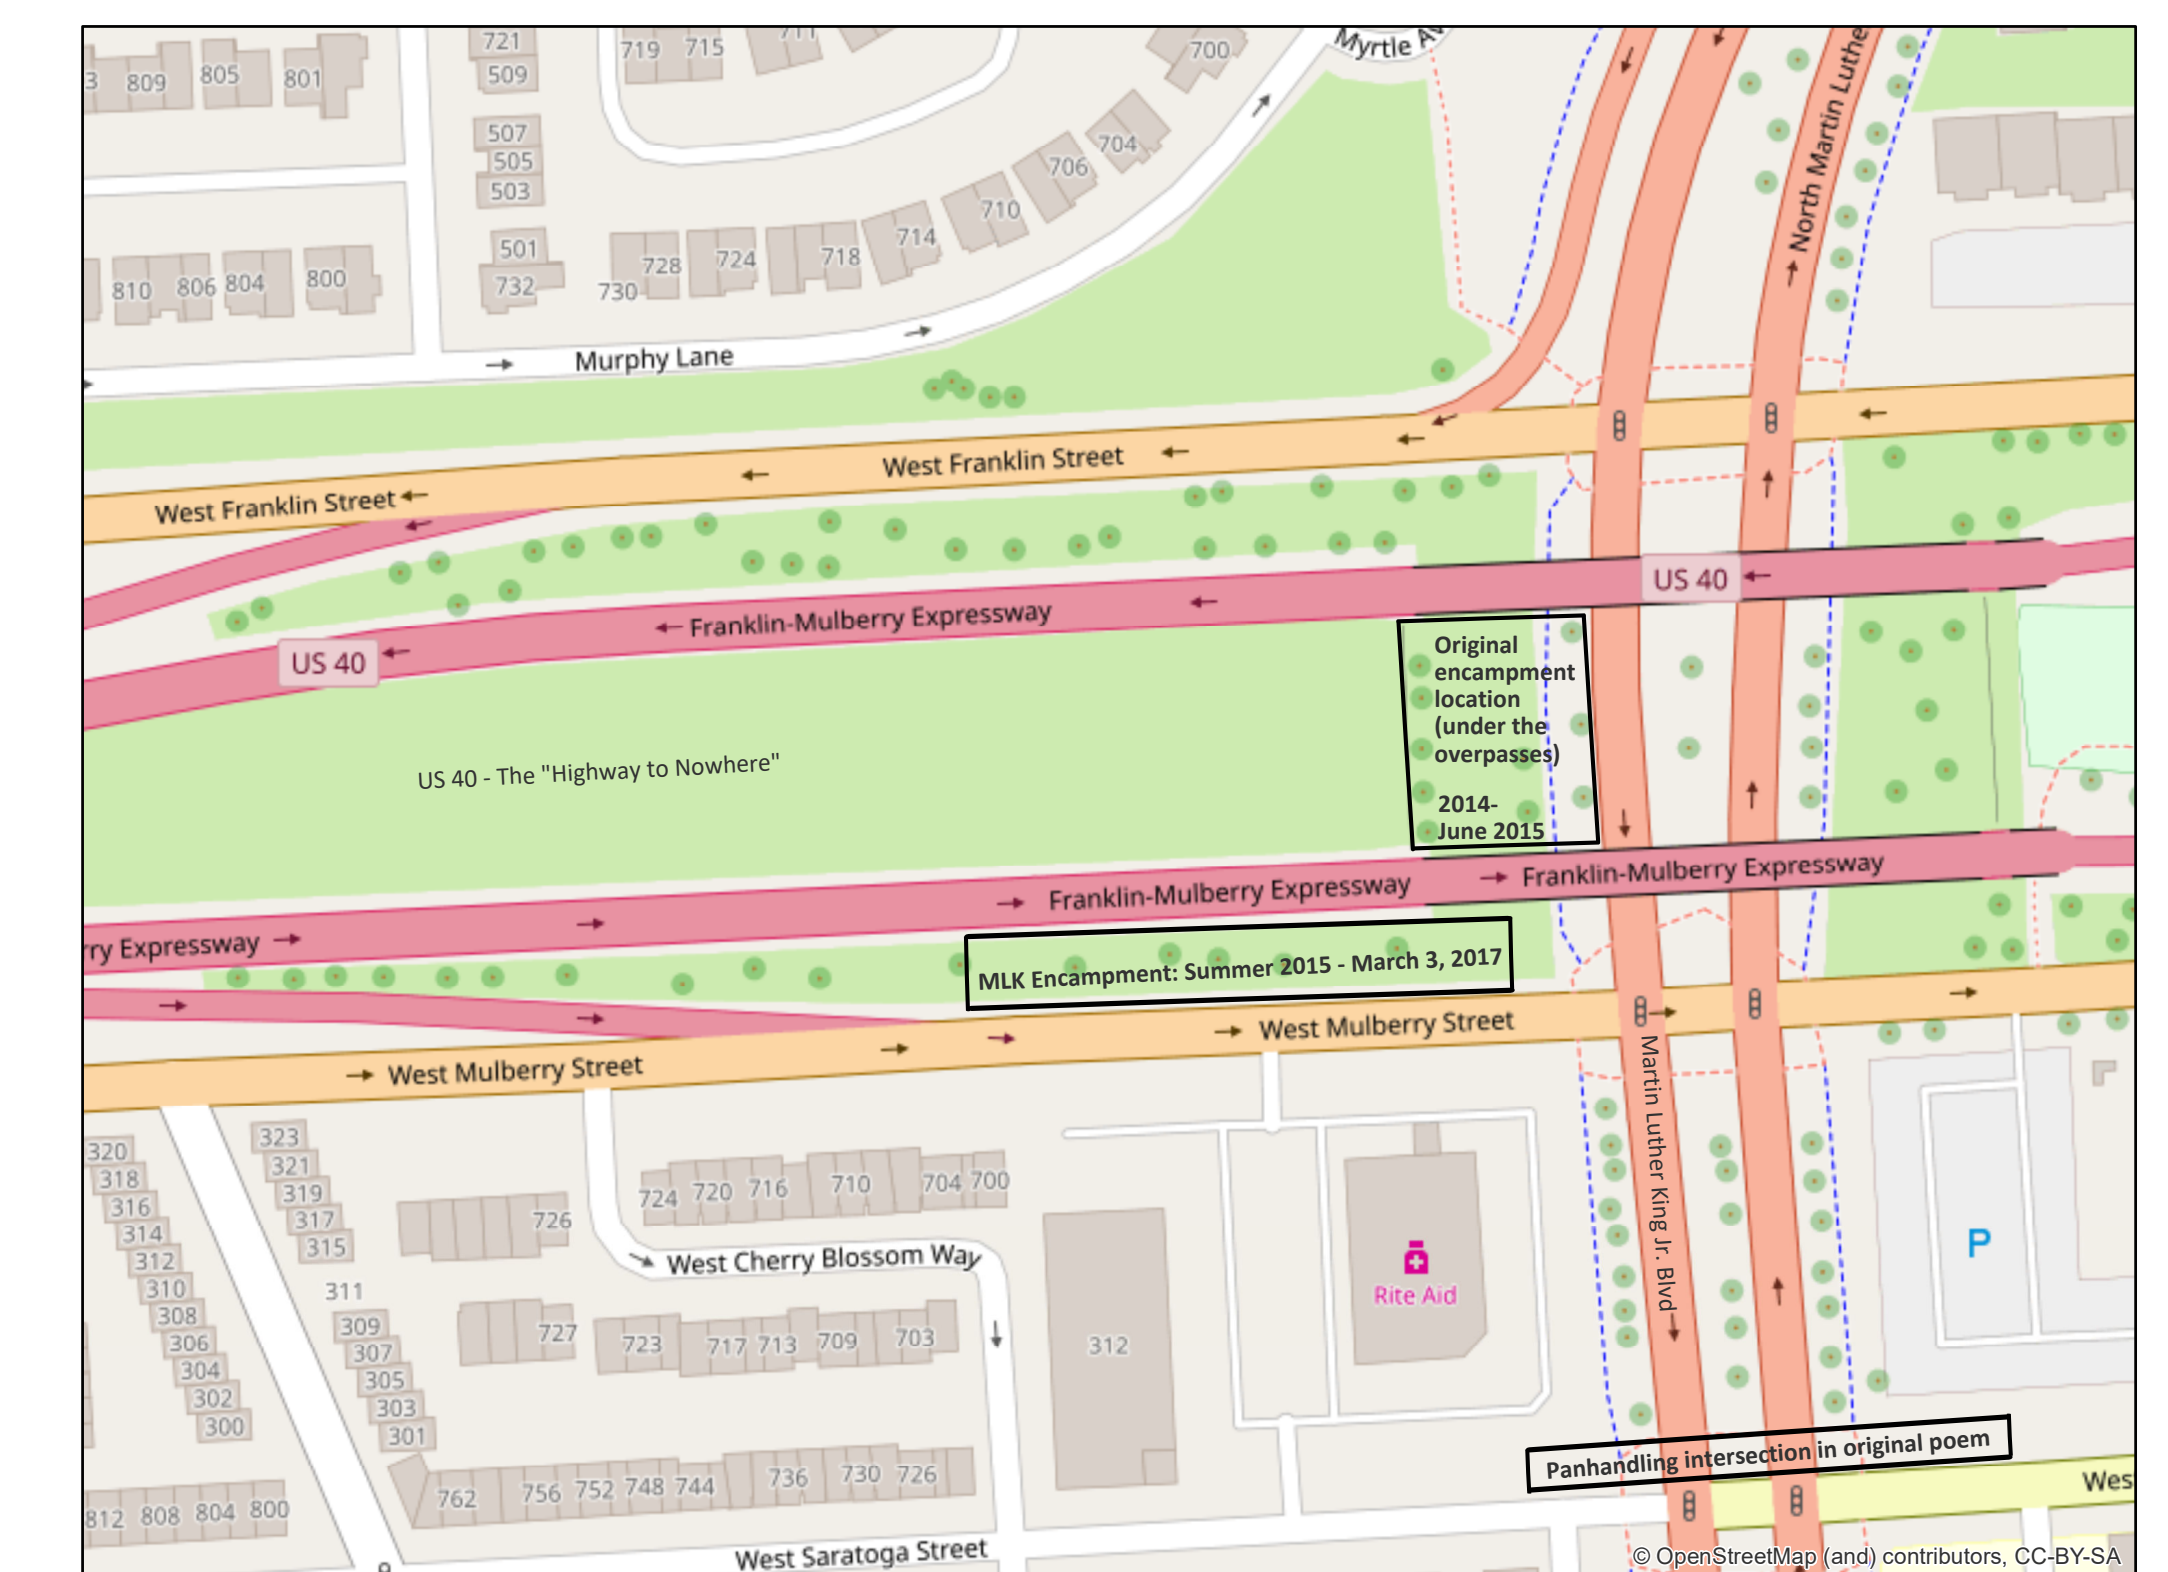 Myrtle Av
721
719
715
711
700
3
809
805
801
509
507
505
503
704
706
710
North Martin Luthe
501
714
718
724
728
730
732
810
806
804
800
Murphy Lane
West Franklin Street
West Franklin Street
US 40
Franklin-Mulberry Expressway
US 40
Original
encampment
location
(under the
overpasses)
2014-
June 2015
US 40 - The "Highway to Nowhere"
Franklin-Mulberry Expressway
Franklin-Mulberry Expressway
rry Expressway
MLK Encampment: Summer 2015 - March 3, 2017
West Mulberry Street
West Mulberry Street
Martin Luther King Jr. Blvd
320
318
316
314
312
310
308
306
304
302
300
323
321
319
317
315
311
309
307
305
303
301
726
724
720
716
710
704
700
West Cherry Blossom Way
727
723
717
713
709
703
312
Rite Aid
P
Panhandling intersection in original poem
Wes
762
756
752
748
744
736
730
726
812
808
804
800
West Saratoga Street
© OpenStreetMap (and) contributors, CC-BY-SA